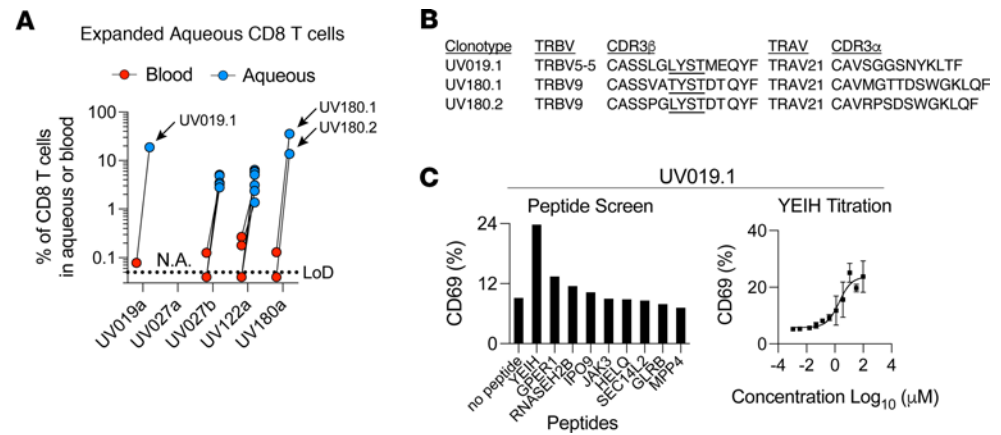 A
Expanded Aqueous CD8 T cells
Blood Aqueous
% of CD8 T cells
in aqueous or blood
100
10
1
0.1
UV019.1
UV180.1
UV180.2
N.A.
LoD
UV019a
UV027a
UV027b
UV122a
UV180a
B
Clonotype TRBV CDR3β TRAV CDR3α
UV019.1 TRBV5-5 CASSLGLYSTMEQYF TRAV21 CAVSGGSNYKLTF
UV180.1 TRBV9 CASSVATYSTDTQYF TRAV21 CAVMGTTDSWGKLQF
UV180.2 TRBV9 CASSPGLYSTDTQYF TRAV21 CAVRPSDSWGKLQF
C
UV019.1
Peptide Screen
CD69 (%)
24
12
0
no peptide
YEIH
GPER1
RNASEH2B
IPO9
JAK3
HELQ
SEC14L2
GLRB
MPP4
Peptides
YEIH Titration
CD69 (%)
40
20
0
-4 -2 0 2 4
Concentration Log10 (μM)